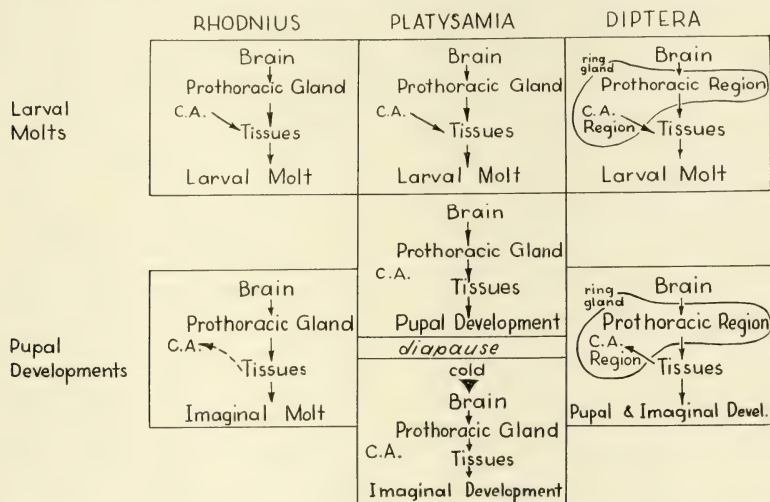 RHODNIUS
PLATYSAMIA
DIPTERA
Larval
Molts
Brain
Prothoracic Gland
C.A.
Tissues
Larval Molt
Brain
Prothoracic Gland
C.A.
Tissues
Larval Molt
ring
gland
Brain
Prothoracic Region
C.A.
Region
Tissues
Larval Molt
Pupal
Developments
Brain
Prothoracic Gland
C.A.
Tissues
Imaginal Molt
Brain
Prothoracic Gland
C.A.
Tissues
Pupal Development
diapause
cold
Brain
Prothoracic Gland
C.A.
Tissues
Imaginal Development
ring
gland
Brain
Prothoracic Region
C.A.
Region
Tissues
Pupal & Imaginal Devel.